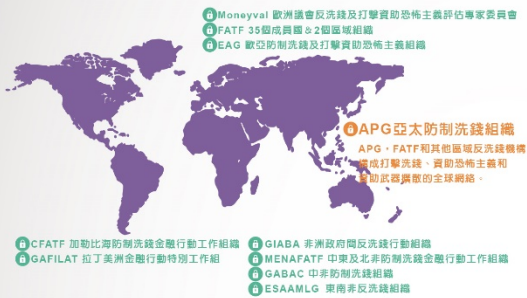 Moneyval 歐洲議會反洗錢及打擊資助恐怖主義評估專家委員會
FATF 35個成員國&2個區域組織
EAG 歐亞防制洗錢及打擊資助恐怖主義組織
APG亞太防制洗錢組織
APG、FATF和其他區域反洗錢機構
構成打擊洗錢、資助恐怖主義和
資助武器擴散的全球網絡。
CFATF 加勒比海防制洗錢金融行動工作組織
GAFILAT 拉丁美洲金融行動特別工作組
GIABA 非洲政府間反洗錢行動組織
MENAFATF 中東及北非防制洗錢金融行動工作組織
GABAC 中非防制洗錢組織
ESAAMLG 東南非反洗錢組織